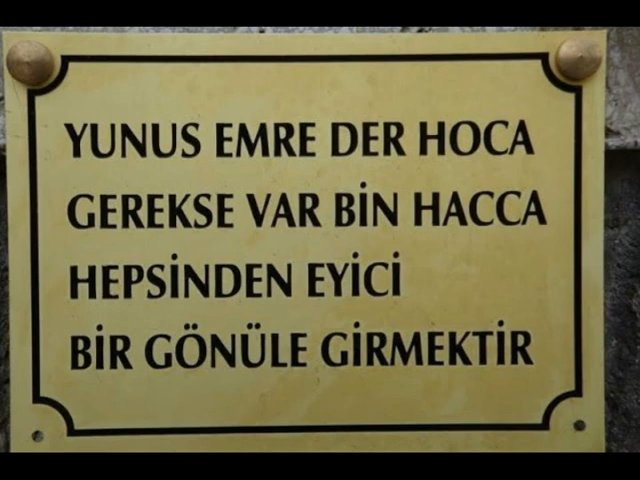 YUNUS EMRE DER HOCA
GEREKSE VAR BİN HACCA
HEPSİNDEN EYİCİ
BİR GÖNÜLE GİRMEKTİR